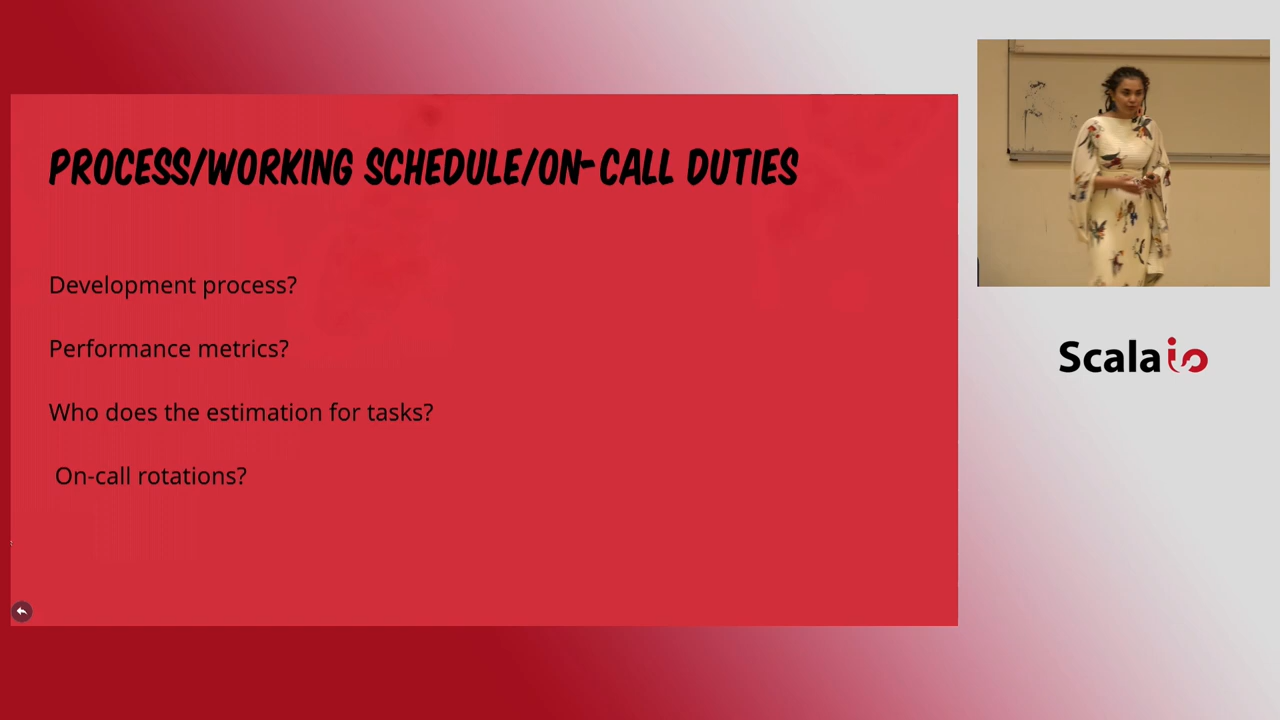 PROCESS/WORKING SCHEDULE/ON-CALL DUTIES
Development process?
Performance metrics?
Who does the estimation for tasks?
On-call rotations?
Scala io